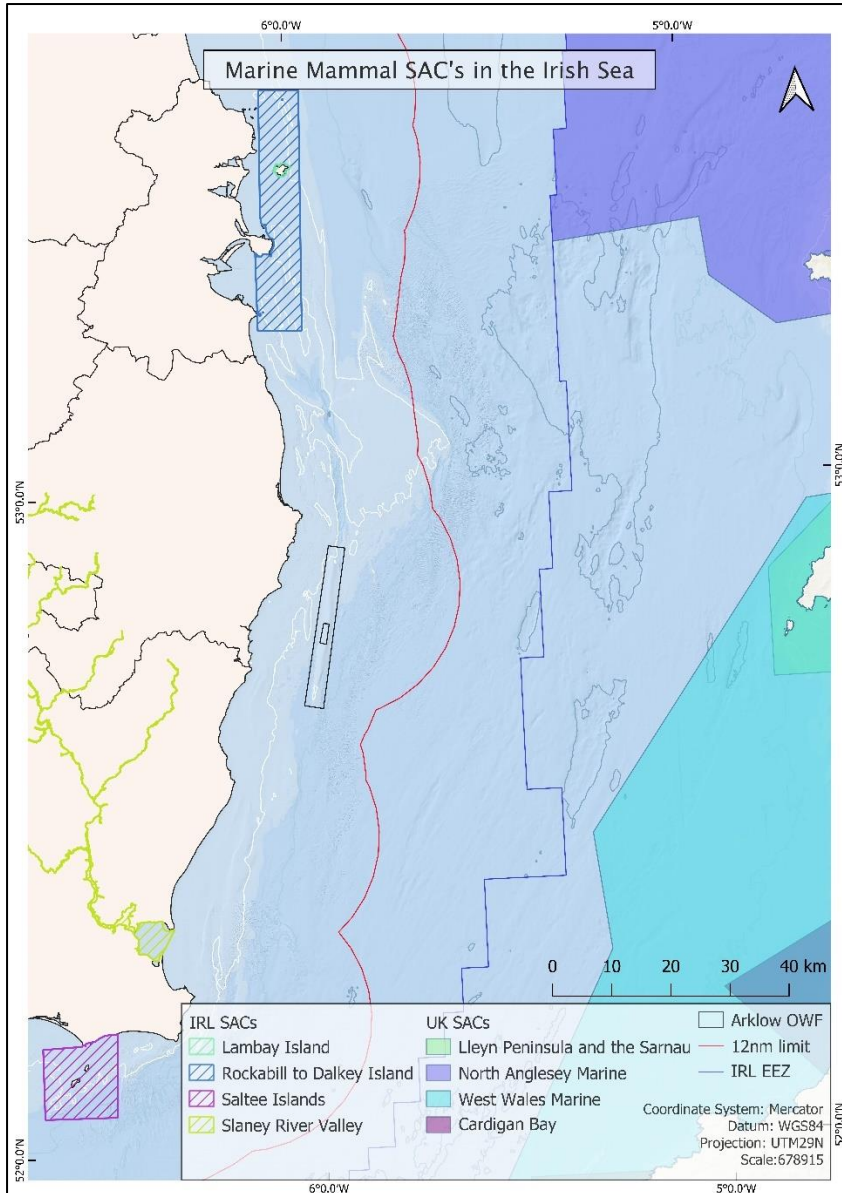 6°0.0'W 5°0.0'W
Marine Mammal SAC's in the Irish Sea
53°0.0'N
53°0.0'N
0 10 20 30 40 km
IRL SACs
Lambay Island
Rockabill to Dalkey Island
Saltee Islands
Slaney River Valley
UK SACs
Lleyn Peninsula and the Sarnau
North Anglesey Marine
West Wales Marine
Cardigan Bay
Arklow OWF
12nm limit
IRL EEZ
Coordinate System: Mercator
Datum: WGS84
Projection: UTM29N
Scale:678915
52°0.0'N
52°0.0'N
6°0.0'W 5°0.0'W